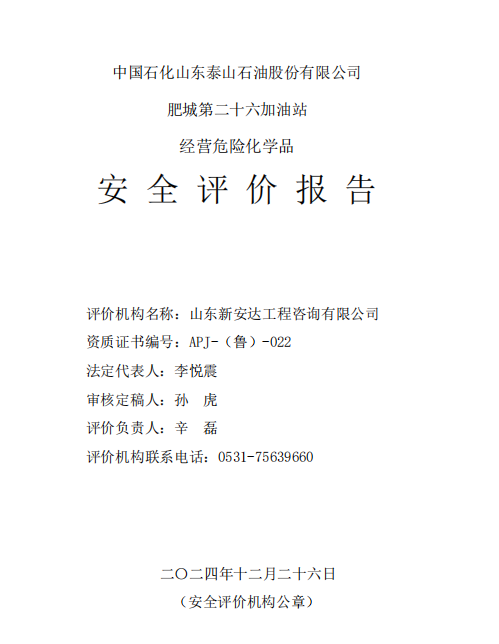 中国石化山东泰山石油股份有限公司
肥城第二十六加油站
经营危险化学品
安全评价报告
评价机构名称：山东新安达工程咨询有限公司
资质证书编号：APJ-（鲁）-022
法定代表人：李悦震
审核定稿人：孙　虎
评价负责人：辛　磊
评价机构联系电话：0531-75639660
二〇二四年十二月二十六日
（安全评价机构公章）